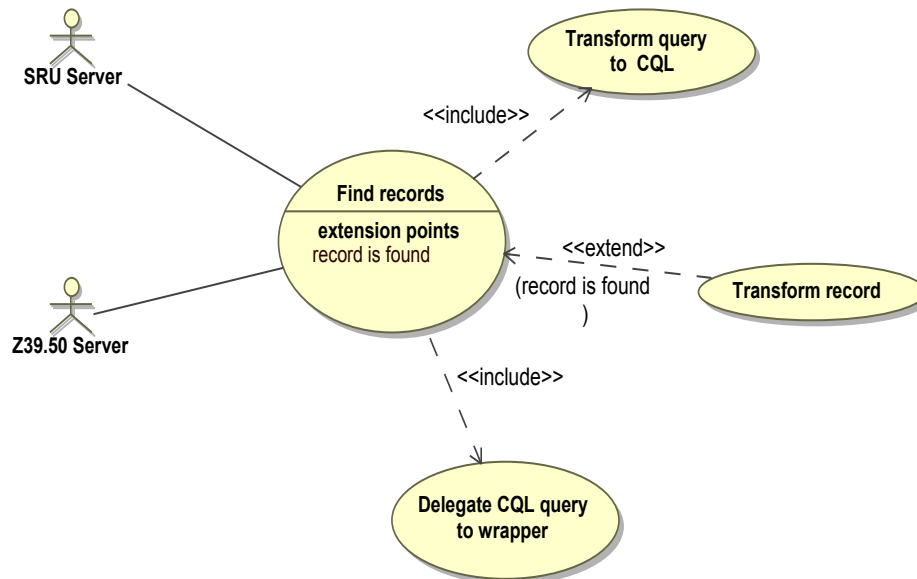 SRU Server
Transform query
to CQL
<<include>>
Find records
extension points
record is found
<<extend>>
(record is found
)
Transform record
Z39.50 Server
<<include>>
Delegate CQL query
to wrapper